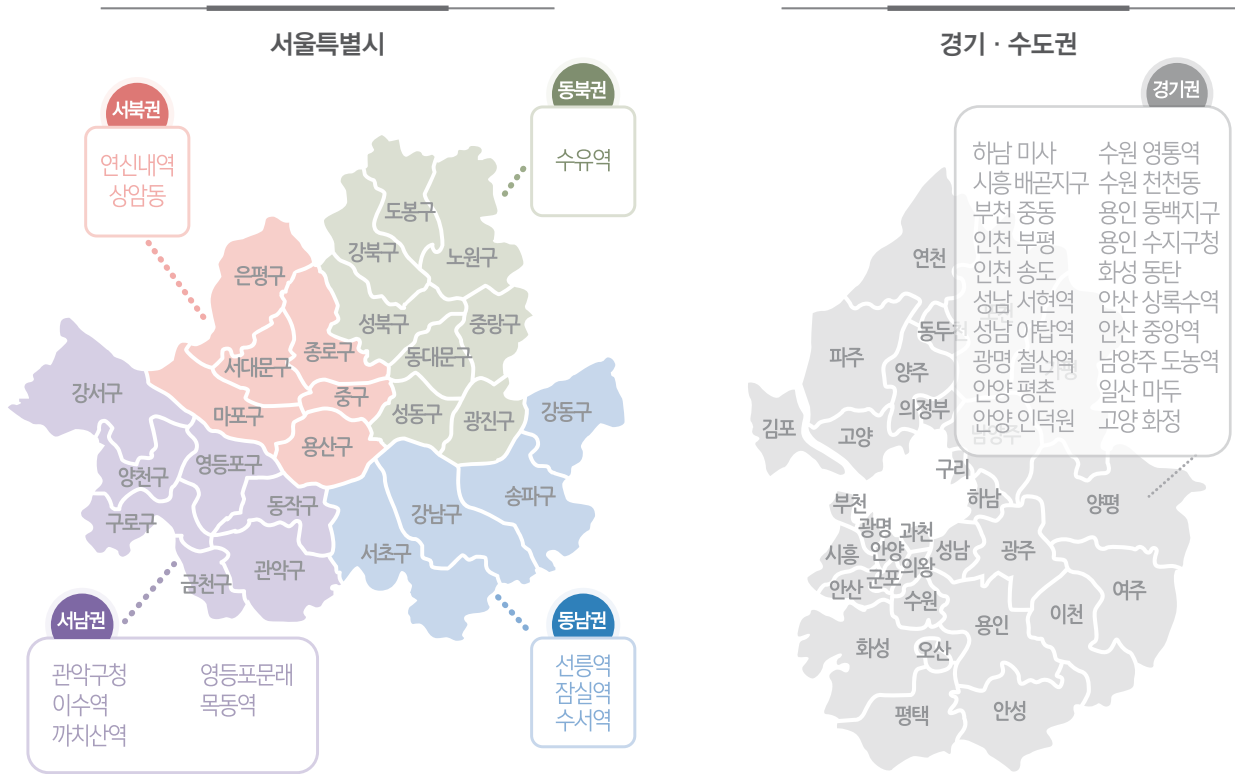 서울특별시
서북권
연신내역
상암동
동북권
수유역
도봉구
강북구
노원구
은평구
성북구
중랑구
종로구
동대문구
서대문구
강서구
중구
마포구
성동구
광진구
강동구
용산구
양천구
영등포구
동작구
송파구
강남구
구로구
서초구
관악구
금천구
서남권
관악구청
이수역
까치산역
영등포문래
목동역
동남권
선릉역
잠실역
수서역
경기 · 수도권
경기권
하남 미사
시흥 배곧지구
부천 중동
인천 부평
인천 송도
성남 서현역
성남 야탑역
광명 철산역
안양 평촌
안양 인덕원
수원 영통역
수원 천천동
용인 동백지구
용인 수지구청
화성 동탄
안산 상록수역
안산 중앙역
남양주 도농역
일산 마두
고양 화정
연천
동두천
파주
양주
의정부
김포
고양
남양주
구리
하남
양평
부천
광명
과천
시흥
안양
의왕
성남
광주
군포
안산
수원
여주
이천
용인
화성
오산
평택
안성